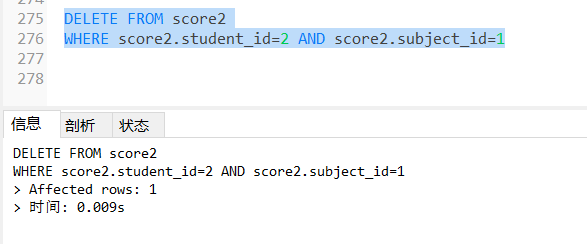 274
275 DELETE FROM score2
276 WHERE score2.student_id=2 AND score2.subject_id=1
277
278
信息 剖析 状态
DELETE FROM score2
WHERE score2.student_id=2 AND score2.subject_id=1
> Affected rows: 1
> 时间: 0.009s